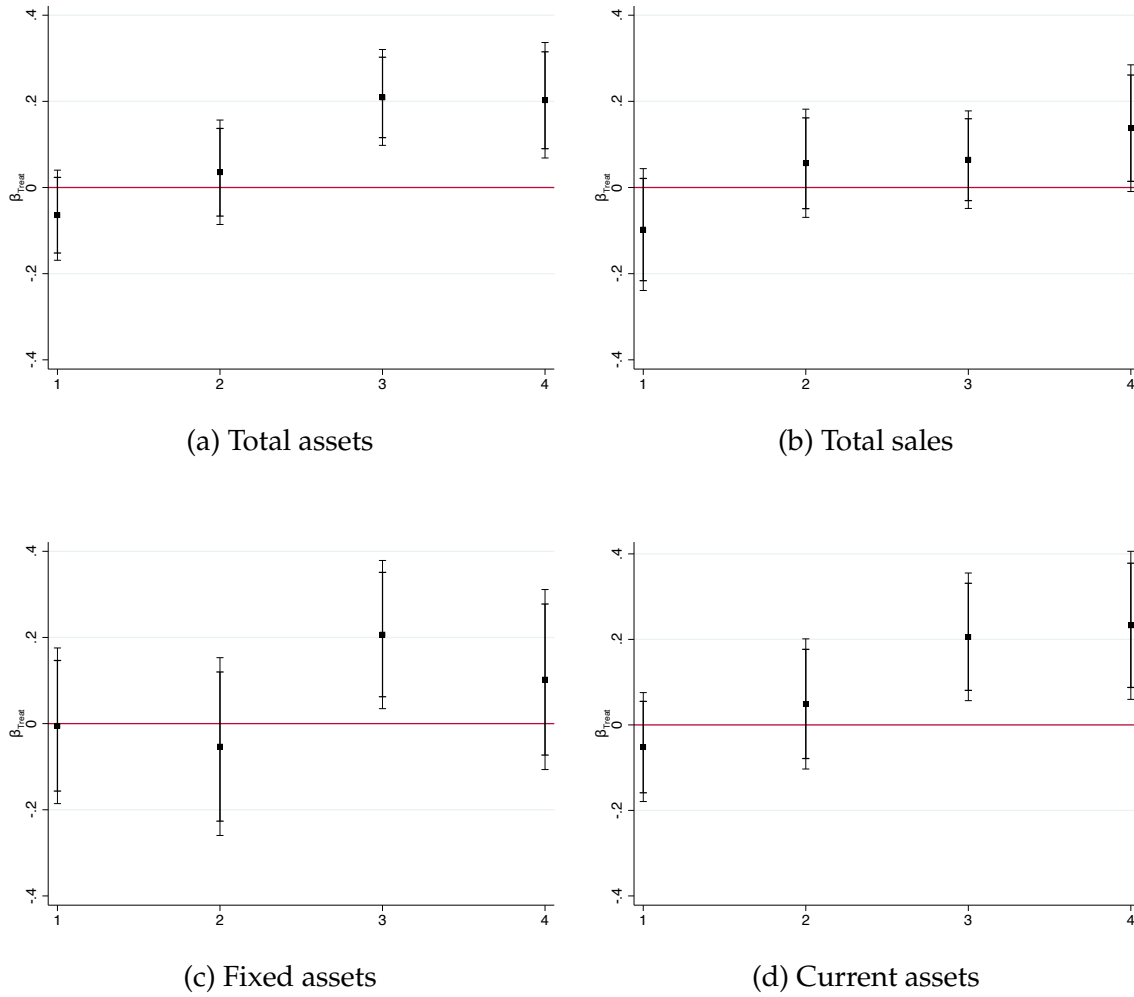 .4
.2
0
-.2
-.4
βTreat
1 2 3 4
(a) Total assets
.4
.2
0
-.2
-.4
βTreat
1 2 3 4
(b) Total sales
.4
.2
0
-.2
-.4
βTreat
1 2 3 4
(c) Fixed assets
.4
.2
0
-.2
-.4
βTreat
1 2 3 4
(d) Current assets